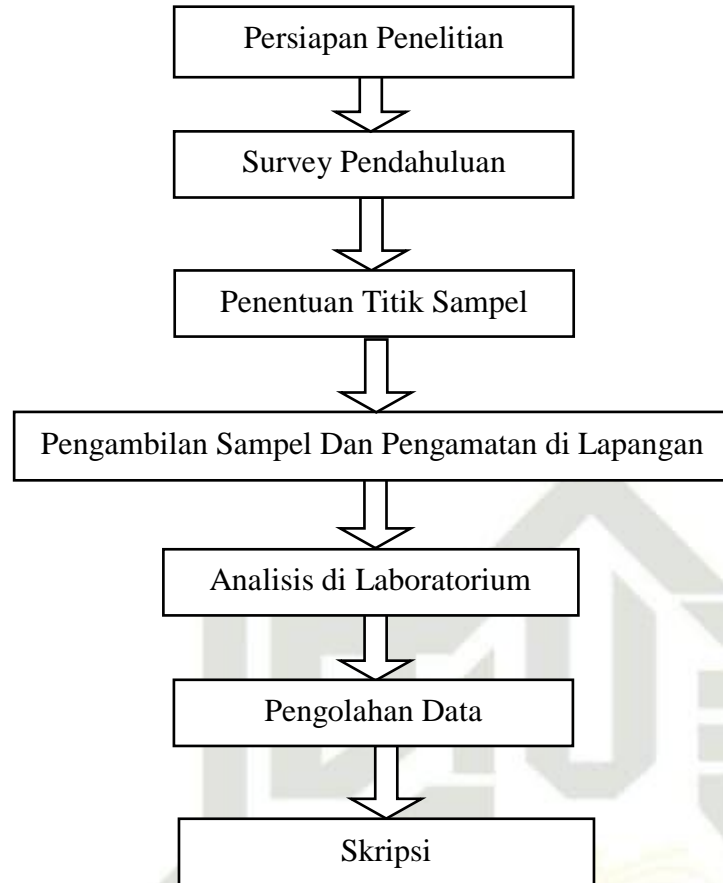 Persiapan Penelitian
Survey Pendahuluan
Penentuan Titik Sampel
Pengambilan Sampel Dan Pengamatan di Lapangan
Analisis di Laboratorium
Pengolahan Data
Skripsi